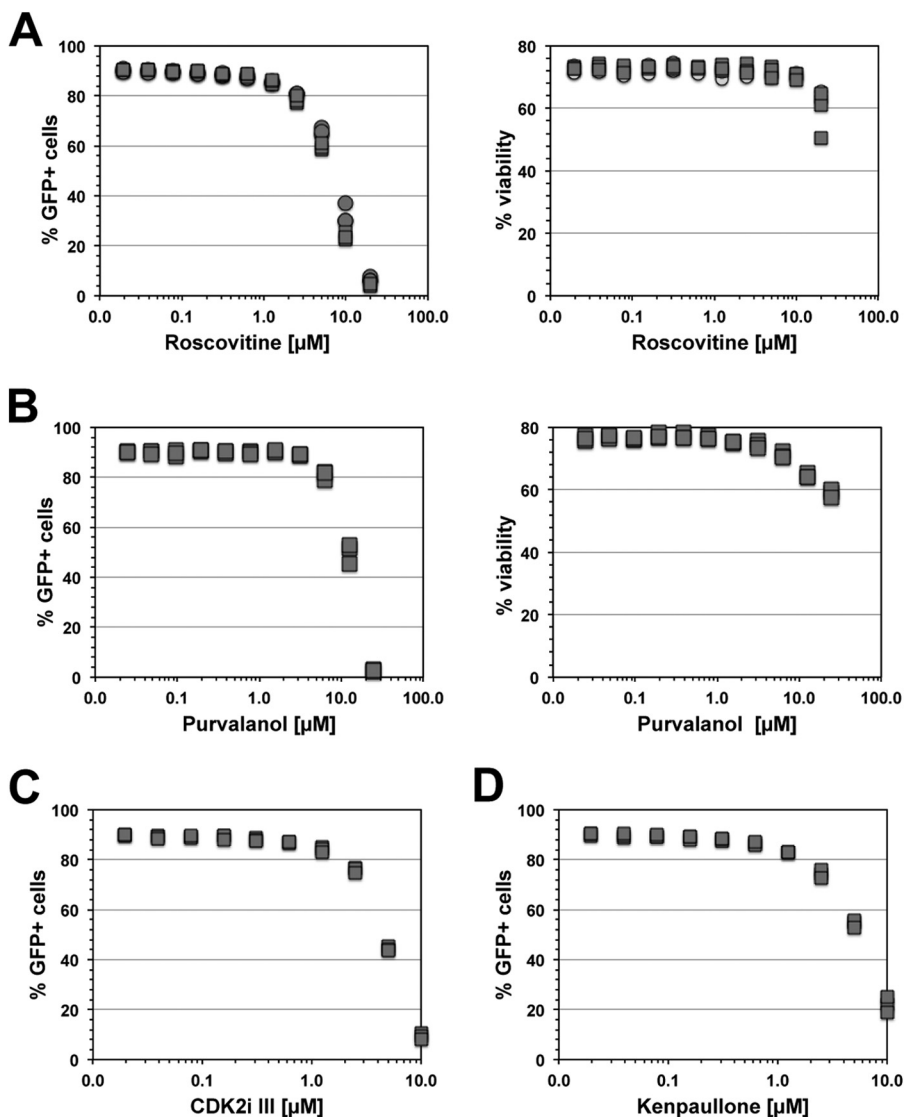 A
% GFP+ cells
100
80
60
40
20
0
0.0 0.1 1.0 10.0 100.0
Roscovitine [µM]
% viability
80
60
40
20
0
0.0 0.1 1.0 10.0 100.0
Roscovitine [µM]
B
% GFP+ cells
100
80
60
40
20
0
0.0 0.1 1.0 10.0 100.0
Purvalanol [µM]
% viability
80
60
40
20
0
0.0 0.1 1.0 10.0 100.0
Purvalanol [µM]
C
% GFP+ cells
100
80
60
40
20
0
0.0 0.1 1.0 10.0
CDK2i III [µM]
D
% GFP+ cells
100
80
60
40
20
0
0.0 0.1 1.0 10.0
Kenpaullone [µM]